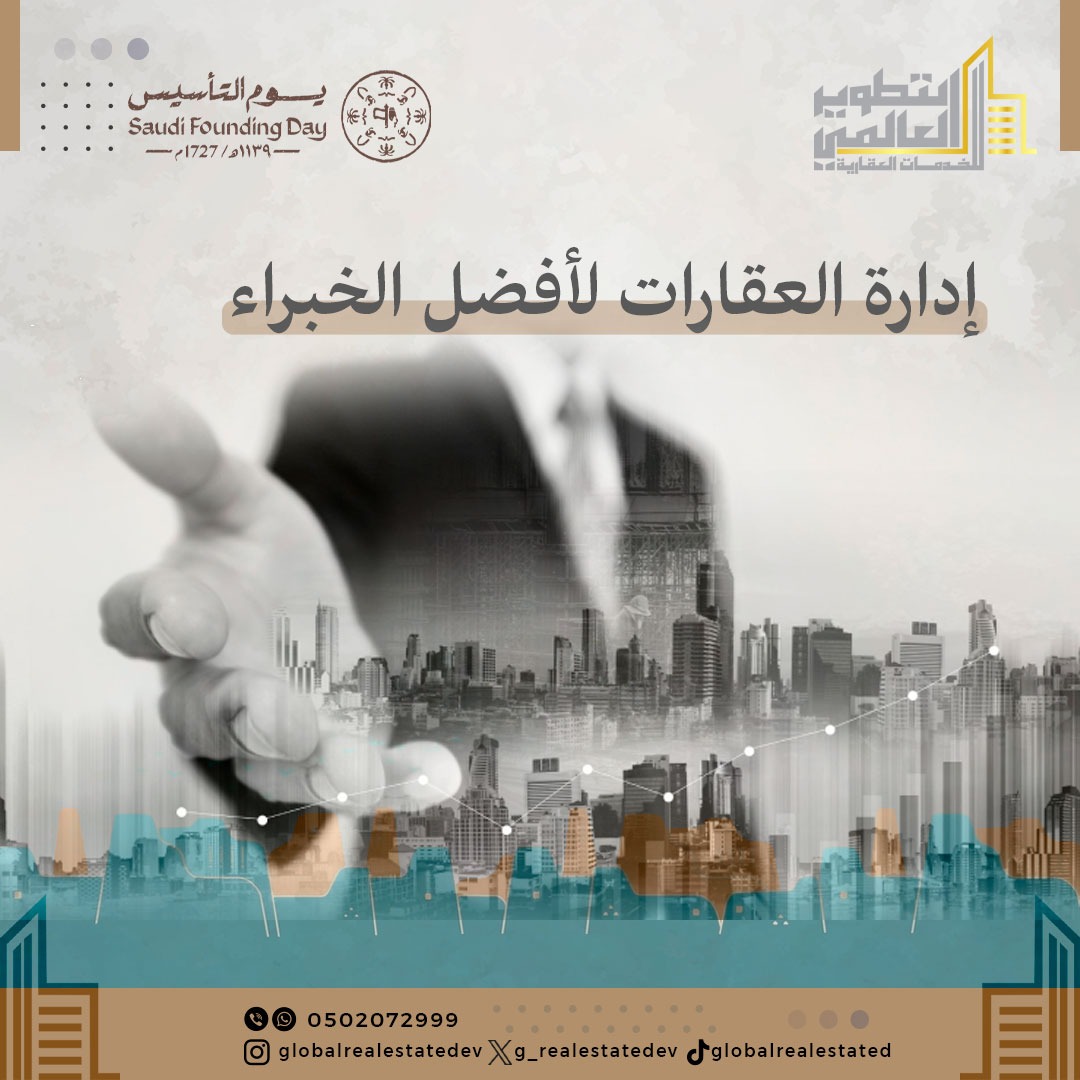 يوم التأسيس
Saudi Founding Day
١١٣٩هـ / 1727م
التطوير
العالمي
للخدمات العقارية
إدارة العقارات لأفضل الخبراء
0502072999
globalrealestatedev g_realestatedev globalrealestated